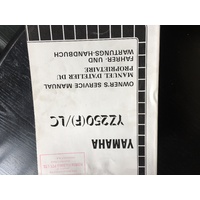 YAMAHA
YZ250(F)/LC
OWNER'S SERVICE MANUAL
MANUEL D'ATELIER DU
PROPRIETAIRE
FAHRER- UND
WARTUNGS-HANDBUCH